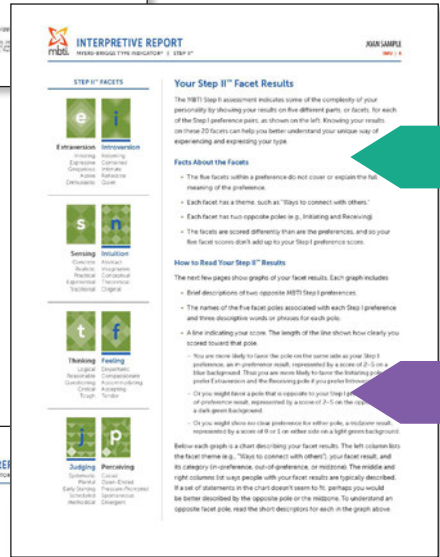 mbti.
INTERPRETIVE REPORT
MYERS-BRIGGS TYPE INDICATOR® | STEP II™
JOAN SAMPLE
STEP II™ FACETS
e i
Extraversion Introversion
Initiating Receiving
Expressive Contained
Gregarious Intimate
Active Reflective
Enthusiastic Quiet
s n
Sensing Intuition
Concrete Abstract
Realistic Imaginative
Practical Conceptual
Experiential Theoretical
Traditional Original
t f
Thinking Feeling
Logical Empathetic
Reasonable Compassionate
Questioning Accommodating
Critical Accepting
Tough Tender
j p
Judging Perceiving
Systematic Casual
Planful Open-Ended
Early Starting Pressure-Prompted
Scheduled Spontaneous
Methodical Emergent
Your Step II™ Facet Results
The MBTI Step II assessment indicates some of the complexity of your
personality by showing your results on five different parts, or facets, for each
of the Step I preference pairs, as shown on the left. Knowing your results
on these 20 facets can help you better understand your unique way of
experiencing and expressing your type.
Facts About the Facets
• The five facets within a preference do not cover or explain the full
meaning of the preference.
• Each facet has a theme, such as "Ways to connect with others."
• Each facet has two opposite poles (e.g., Initiating and Receiving)
• The facets are scored differently than are the preferences, and so your
five facet scores don't add up to your Step I preference score.
How to Read Your Step II™ Results
The next few pages show graphs of your facet results. Each graph includes
• Brief descriptions of two opposite MBTI Step I preferences
• The names of the five facet poles associated with each Step I preference
and three descriptive words or phrases for each pole.
• A line indicating your score. The length of the line shows how clearly you
scored toward that pole.
– You are more likely to favor the pole on the same side as your Step I
preference, an in-preference result, represented by a score of 2–5 on a
blue background. Thus you are more likely to favor the Initiating pole
prefer Extraversion and the Receiving pole if you prefer
– Or you might favor a pole that is opposite to your Step I
of-preference result, represented by a score of 2–5 on the
a dark green background
– Or you might show no clear preference for either pole, a midzone result,
represented by a score of 0 or 1 on either side on a light green background.
Below each graph is a chart describing your facet results. The left column lists
the facet theme (e.g., "Ways to connect with others"), your facet result, and
its category (in-preference, out-of-preference, or midzone). The middle and
right columns list ways people with your facet results are typically described.
If a set of statements in the chart doesn't seem to fit, perhaps you would
be better described by the opposite pole or the midzone. To understand an
opposite facet pole, read the short descriptors for each in the graph above.